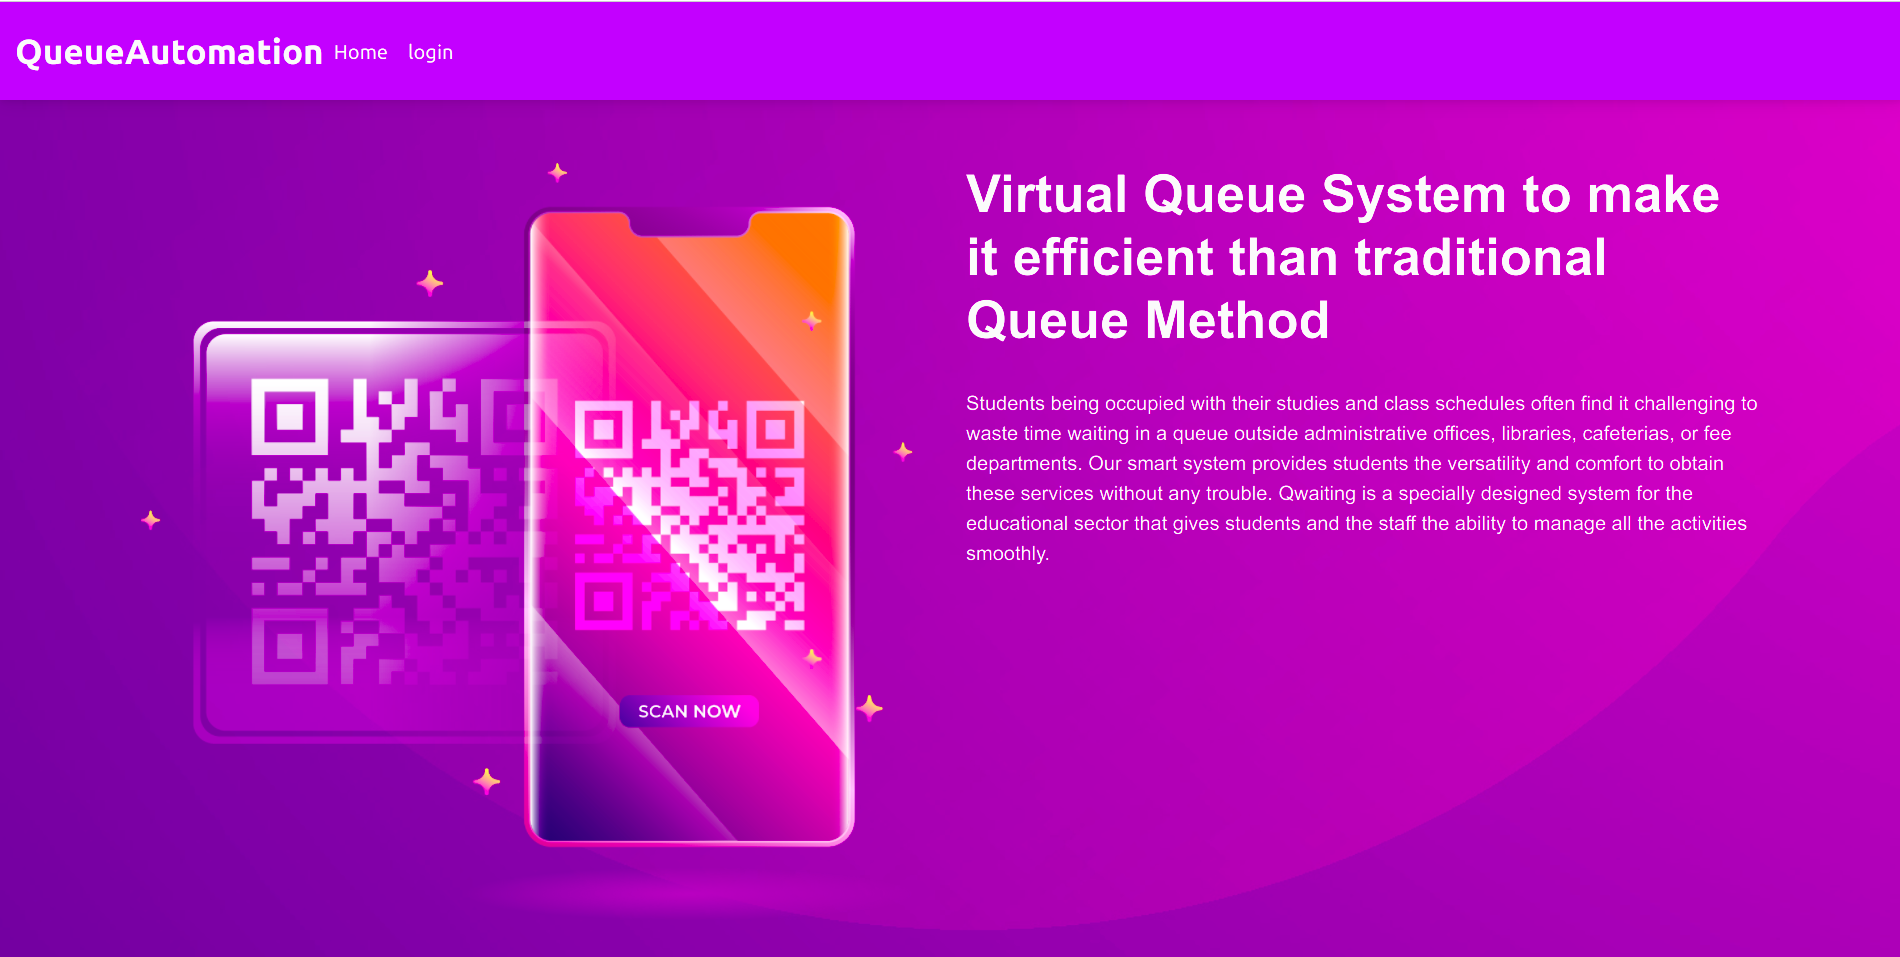 QueueAutomation Home login
Virtual Queue System to make
it efficient than traditional
Queue Method
Students being occupied with their studies and class schedules often find it challenging to
waste time waiting in a queue outside administrative offices, libraries, cafeterias, or fee
departments. Our smart system provides students the versatility and comfort to obtain
these services without any trouble. Qwaiting is a specially designed system for the
educational sector that gives students and the staff the ability to manage all the activities
smoothly.
SCAN NOW